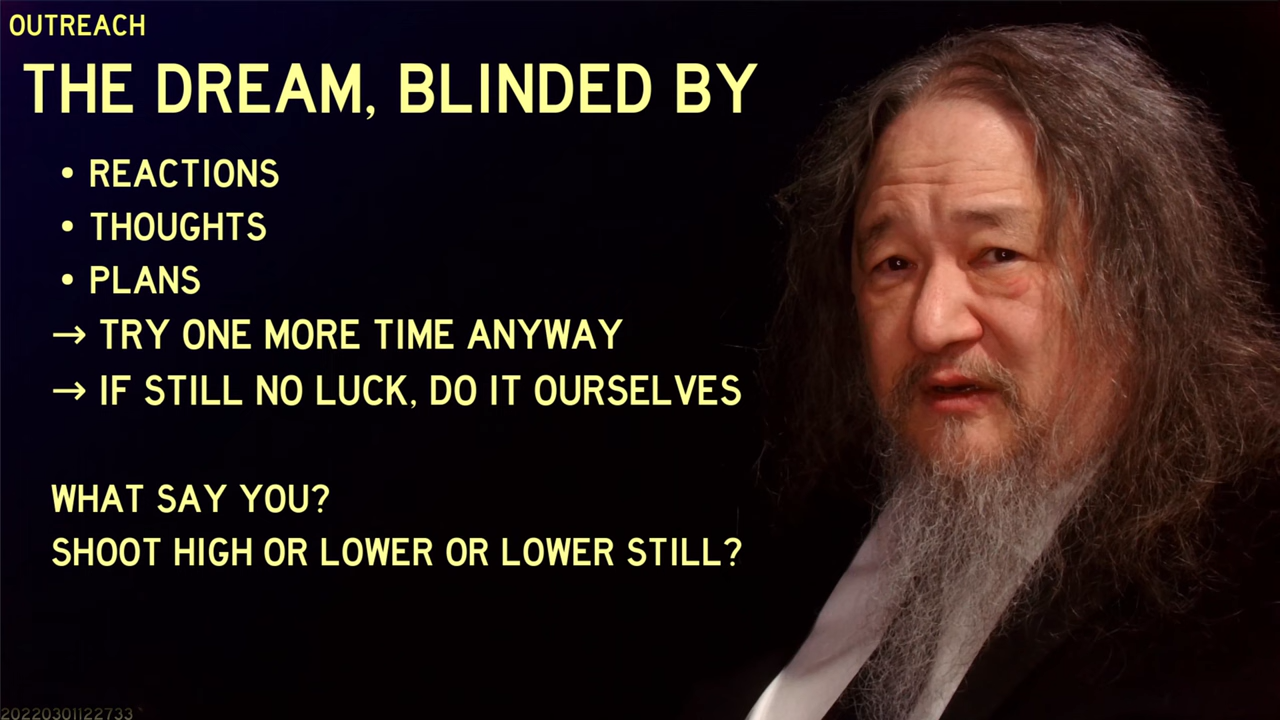 OUTREACH
THE DREAM, BLINDED BY
• REACTIONS
• THOUGHTS
• PLANS
→ TRY ONE MORE TIME ANYWAY
→ IF STILL NO LUCK, DO IT OURSELVES
WHAT SAY YOU?
SHOOT HIGH OR LOWER OR LOWER STILL?
20220301122733